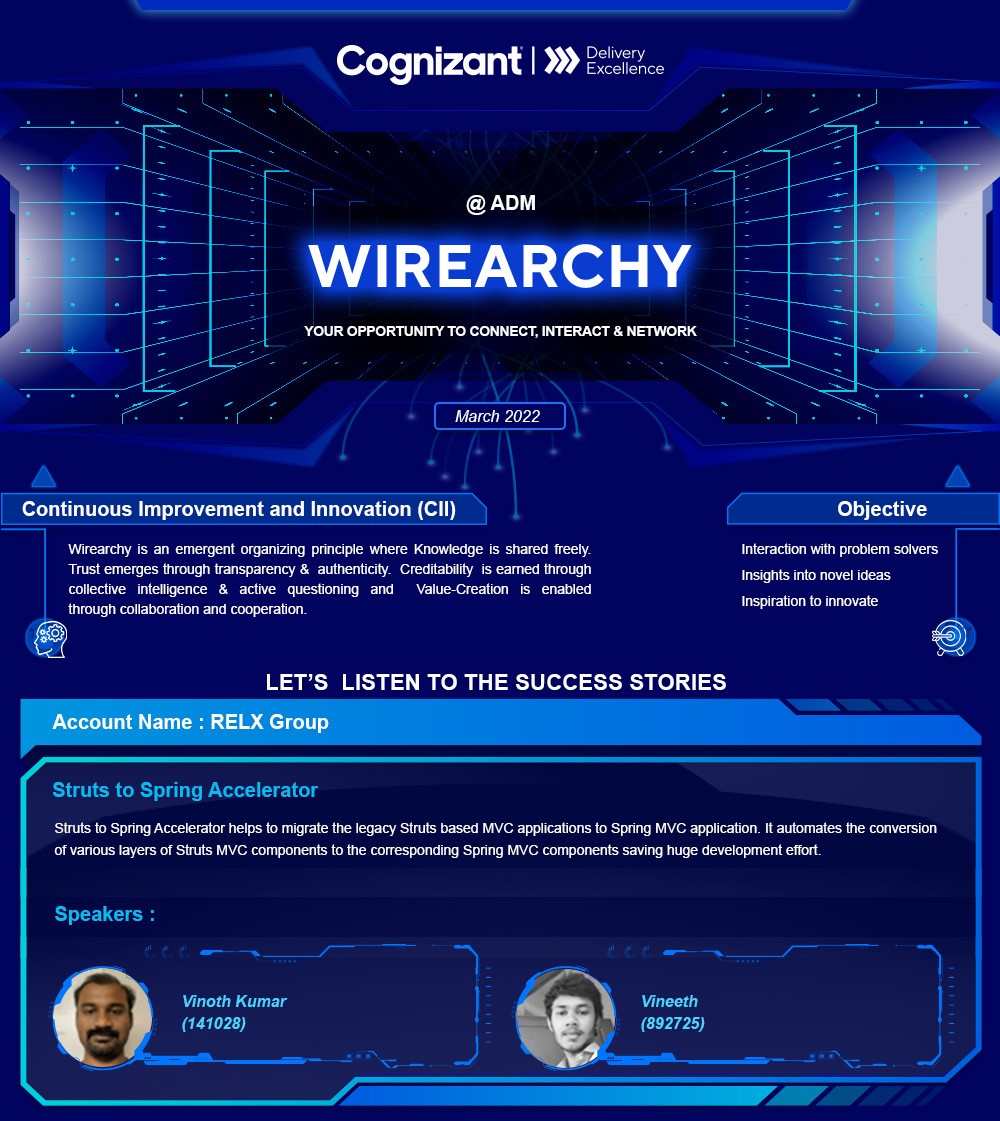 Cognizant | Delivery
Excellence
@ ADM
WIREARCHY
YOUR OPPORTUNITY TO CONNECT, INTERACT & NETWORK
March 2022
Continuous Improvement and Innovation (CII)
Wirearchy is an emergent organizing principle where Knowledge is shared freely.
Trust emerges through transparency & authenticity. Creditability is earned through
collective intelligence & active questioning and Value-Creation is enabled
through collaboration and cooperation.
Objective
Interaction with problem solvers
Insights into novel ideas
Inspiration to innovate
LET’S LISTEN TO THE SUCCESS STORIES
Account Name : RELX Group
Struts to Spring Accelerator
Struts to Spring Accelerator helps to migrate the legacy Struts based MVC applications to Spring MVC application. It automates the conversion
of various layers of Struts MVC components to the corresponding Spring MVC components saving huge development effort.
Speakers :
Vinoth Kumar
(141028)
Vineeth
(892725)